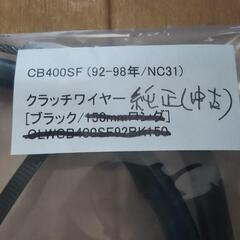 CB400SF(92-98年/NC31)
クラッチワイヤー 純正(中古)
[ブラック/150mmロング]
CLWCB400SF92BK150